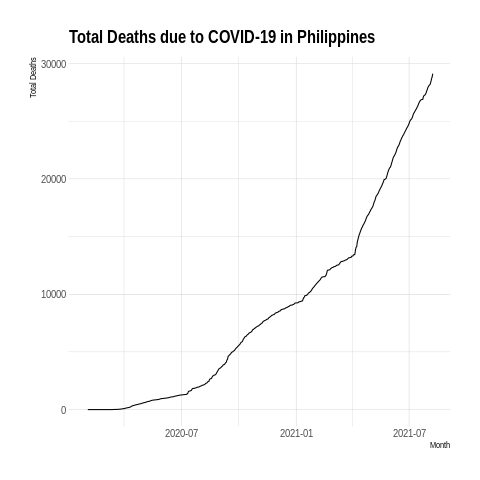 Total Deaths due to COVID-19 in Philippines
Total Deaths
30000
20000
10000
0
2020-07
2021-01
2021-07
Month